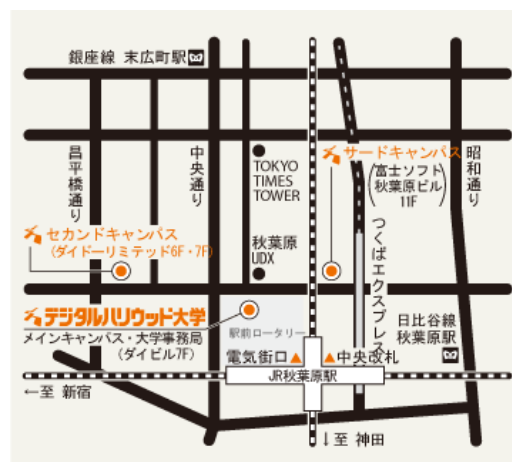 銀座線 末広町駅
昌平橋通り
中央通り
TOKYO
TIMES
TOWER
サードキャンパス
(富士ソフト
秋葉原ビル
11F)
昭和通り
セカンドキャンパス
(ダイドーリミテッド6F・7F)
秋葉原
UDX
つくばエクスプレス
デジタルハリウッド大学
メインキャンパス・大学事務局
(ダイビル7F)
駅前ロータリー
日比谷線
秋葉原駅
電気街口
中央改札
JR秋葉原駅
←至 新宿
↓至 神田